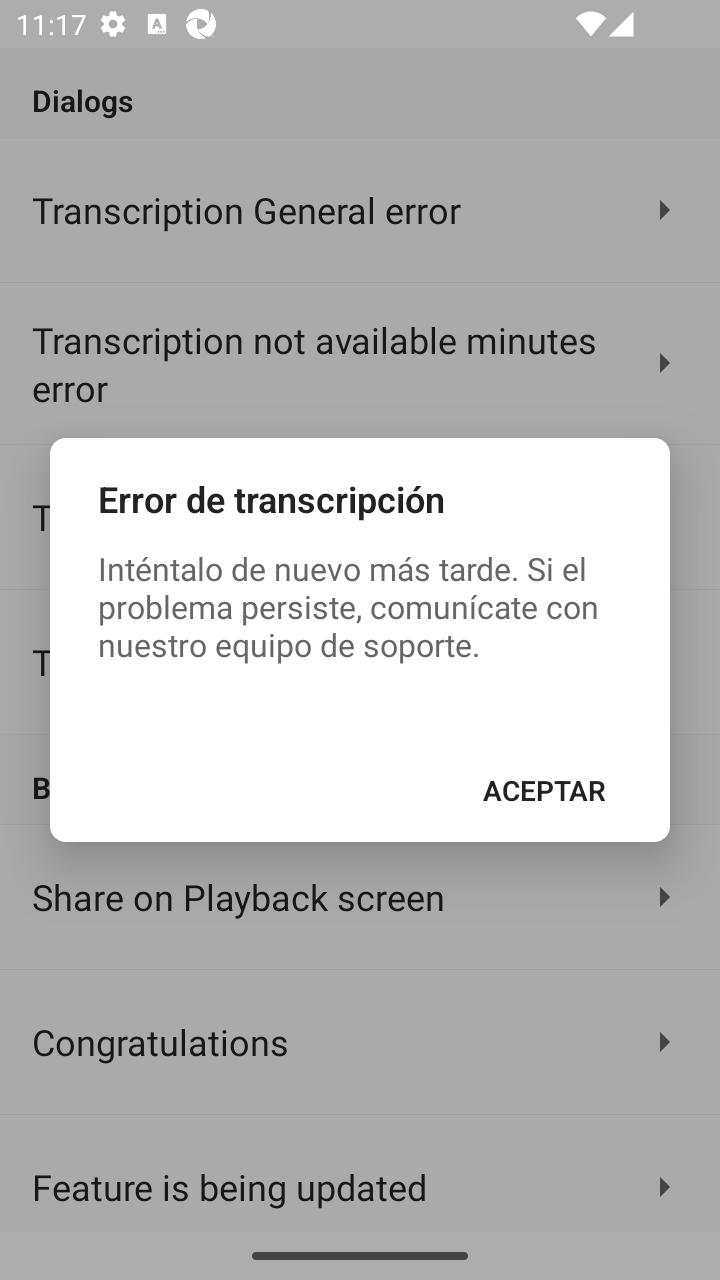 11:17
Dialogs
Transcription General error
Transcription not available minutes
error
T
Error de transcripción
Inténtalo de nuevo más tarde. Si el
problema persiste, comunícate con
nuestro equipo de soporte.
T
ACEPTAR
B
Share on Playback screen
Congratulations
Feature is being updated